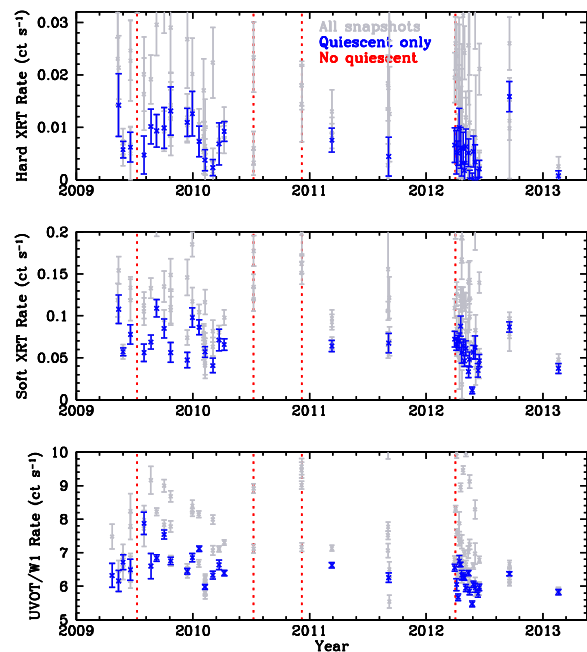 Hard XRT Rate (ct s⁻¹)
0.03
0.02
0.01
0
All snapshots
Quiescent only
No quiescent
2009 2010 2011 2012 2013
Soft XRT Rate (ct s⁻¹)
0.2
0.15
0.1
0.05
0
2009 2010 2011 2012 2013
UVOT/W1 Rate (ct s⁻¹)
10
9
8
7
6
5
2009 2010 2011 2012 2013
Year